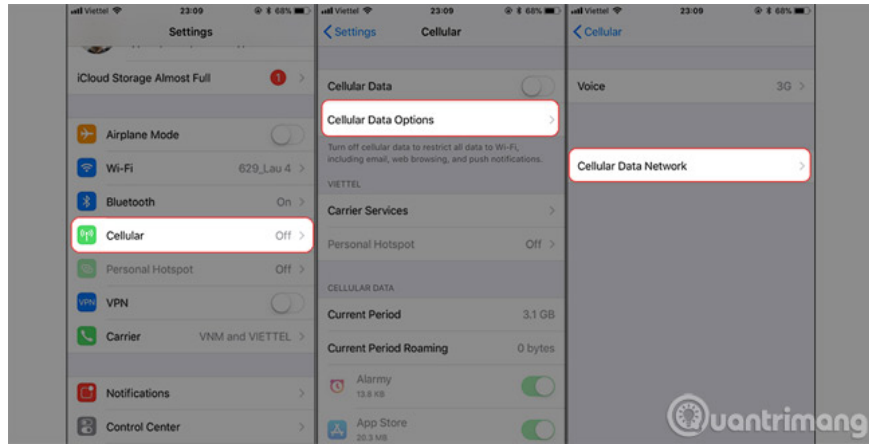 Viettel 23:09 68%
Settings
iCloud Storage Almost Full 1
Airplane Mode
Wi-Fi 629_Lau 4
Bluetooth On
Cellular Off
Personal Hotspot Off
VPN VPN
Carrier VNM and VIETTEL
Notifications
Control Center
Viettel 23:09 68%
Settings Cellular
Cellular Data
Cellular Data Options
Turn off cellular data to restrict all data to Wi-Fi,
including email, web browsing, and push notifications.
VIETTEL
Carrier Services
Personal Hotspot Off
CELLULAR DATA
Current Period 3.1 GB
Current Period Roaming 0 bytes
Alarmy
13.8 KB
App Store
20.3 MB
Viettel 23:09 68%
Cellular
Voice 3G
Cellular Data Network
Quantrimang